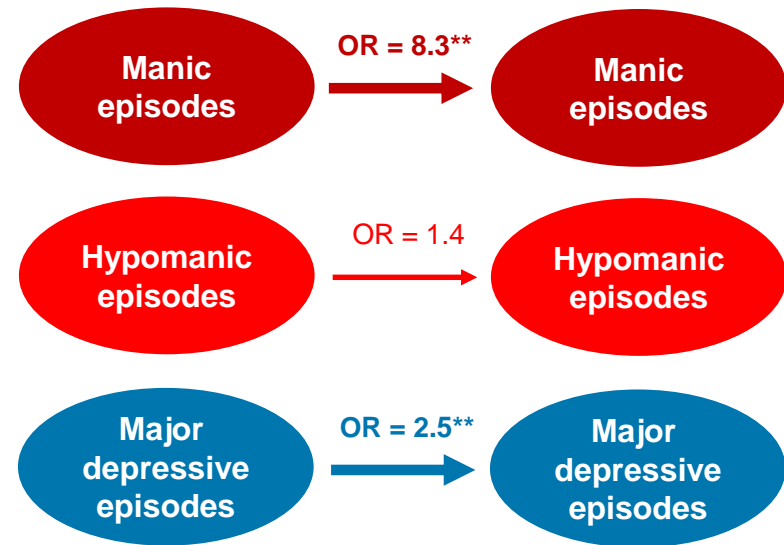 Manic
episodes
OR = 8.3**
Manic
episodes
Hypomanic
episodes
OR = 1.4
Hypomanic
episodes
Major
depressive
episodes
OR = 2.5**
Major
depressive
episodes